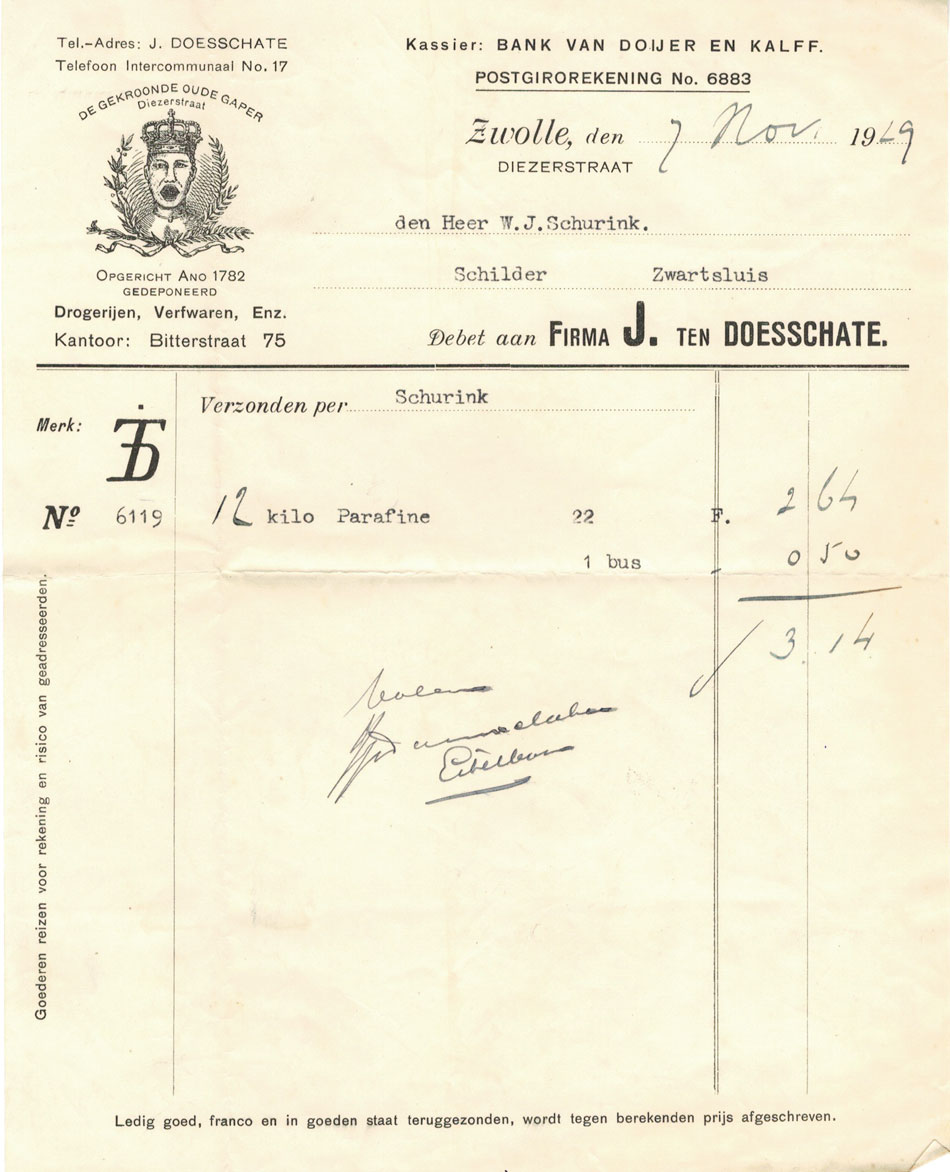 Tel.-Adres: J. DOESSCHATE
Telefoon Intercommunaal No. 17
DE GEKROONDE OUDE GAPER
Diezerstraat
OPGERICHT ANO 1782
GEDEPONEERD
Drogerijen, Verfwaren, Enz.
Kantoor: Bitterstraat 75
Kassier: BANK VAN DOIJER EN KALFF.
POSTGIROREKENING No. 6883
Zwolle, den 7 Nov. 1929
DIEZERSTRAAT
den Heer W.J.Schurink.
Schilder Zwartsluis
Debet aan FIRMA J. TEN DOESSCHATE.
Verzonden per Schurink
Merk: JTD
No 6119 12 kilo Parafine 22 F. 2 64
1 bus - 0 50
3.14
Voldaan
Goederen reizen voor rekening en risico van geadresseerden.
Ledig goed, franco en in goeden staat teruggezonden, wordt tegen berekenden prijs afgeschreven.